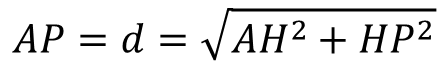 AP = d = √(AH² + HP²)